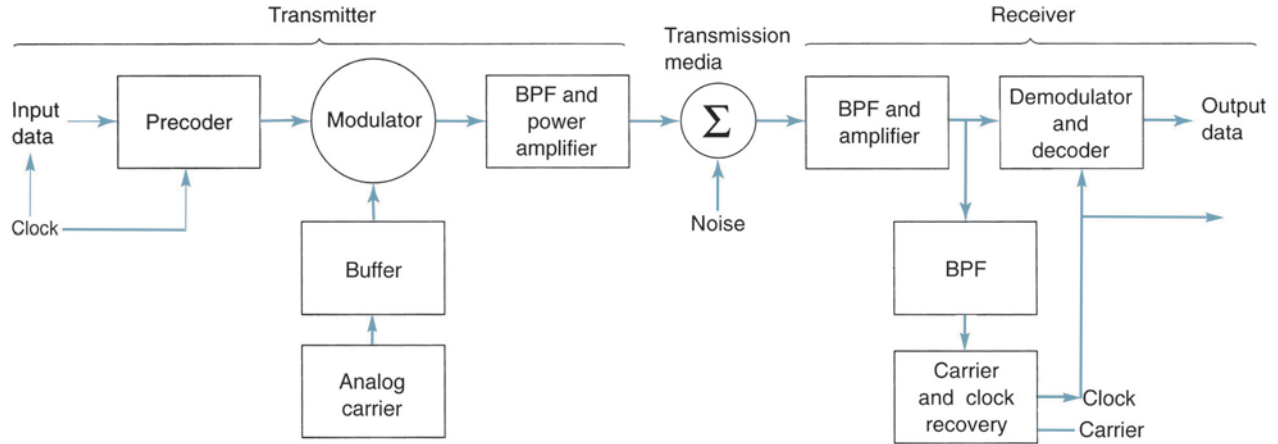 Transmitter
Receiver
Transmission
media
Input
data
Precoder
Modulator
BPF and
power
amplifier
Σ
BPF and
amplifier
Demodulator
and
decoder
Output
data
Clock
Noise
Buffer
BPF
Analog
carrier
Carrier
and clock
recovery
Clock
Carrier